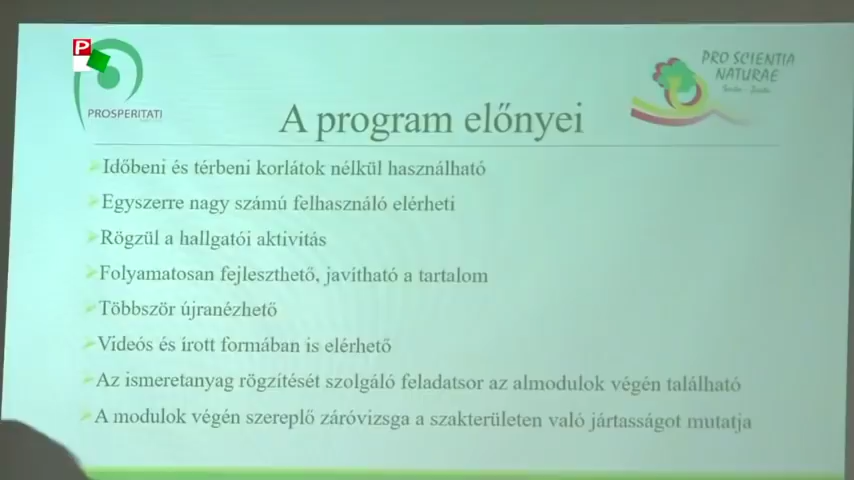 P
PROSPERITATI
PRO SCIENTIA
NATURAE
A program előnyei
Időbeni és térbeni korlátok nélkül használható
Egyszerre nagy számú felhasználó elérheti
Rögzül a hallgatói aktivitás
Folyamatosan fejleszthető, javítható a tartalom
Többször újranézhető
Videós és írott formában is elérhető
Az ismeretanyag rögzítését szolgáló feladatsor az almodulok végén található
A modulok végén szereplő záróvizsga a szakterületen való jártasságot mutatja